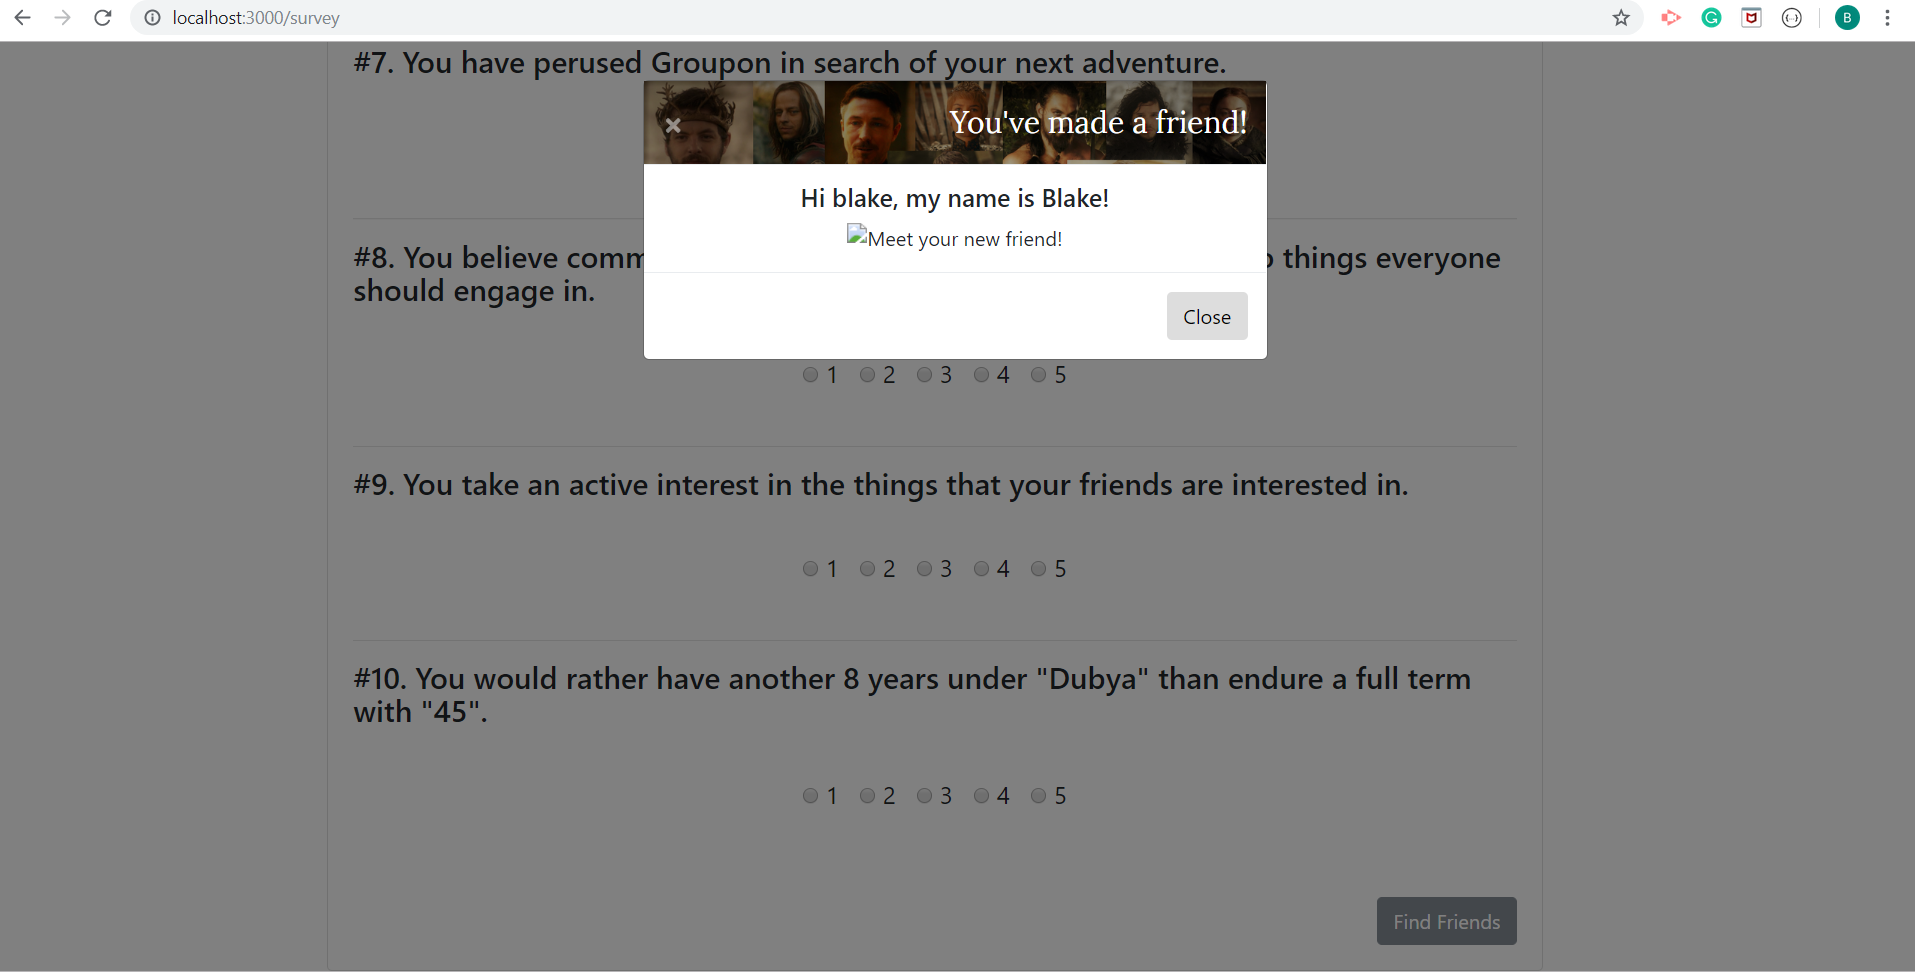 localhost:3000/survey
B
#7. You have perused Groupon in search of your next adventure.
You've made a friend!
Hi blake, my name is Blake!
Meet your new friend!
Close
#8. You believe comm things everyone
should engage in.
1 2 3 4 5
#9. You take an active interest in the things that your friends are interested in.
1 2 3 4 5
#10. You would rather have another 8 years under "Dubya" than endure a full term
with "45".
1 2 3 4 5
Find Friends